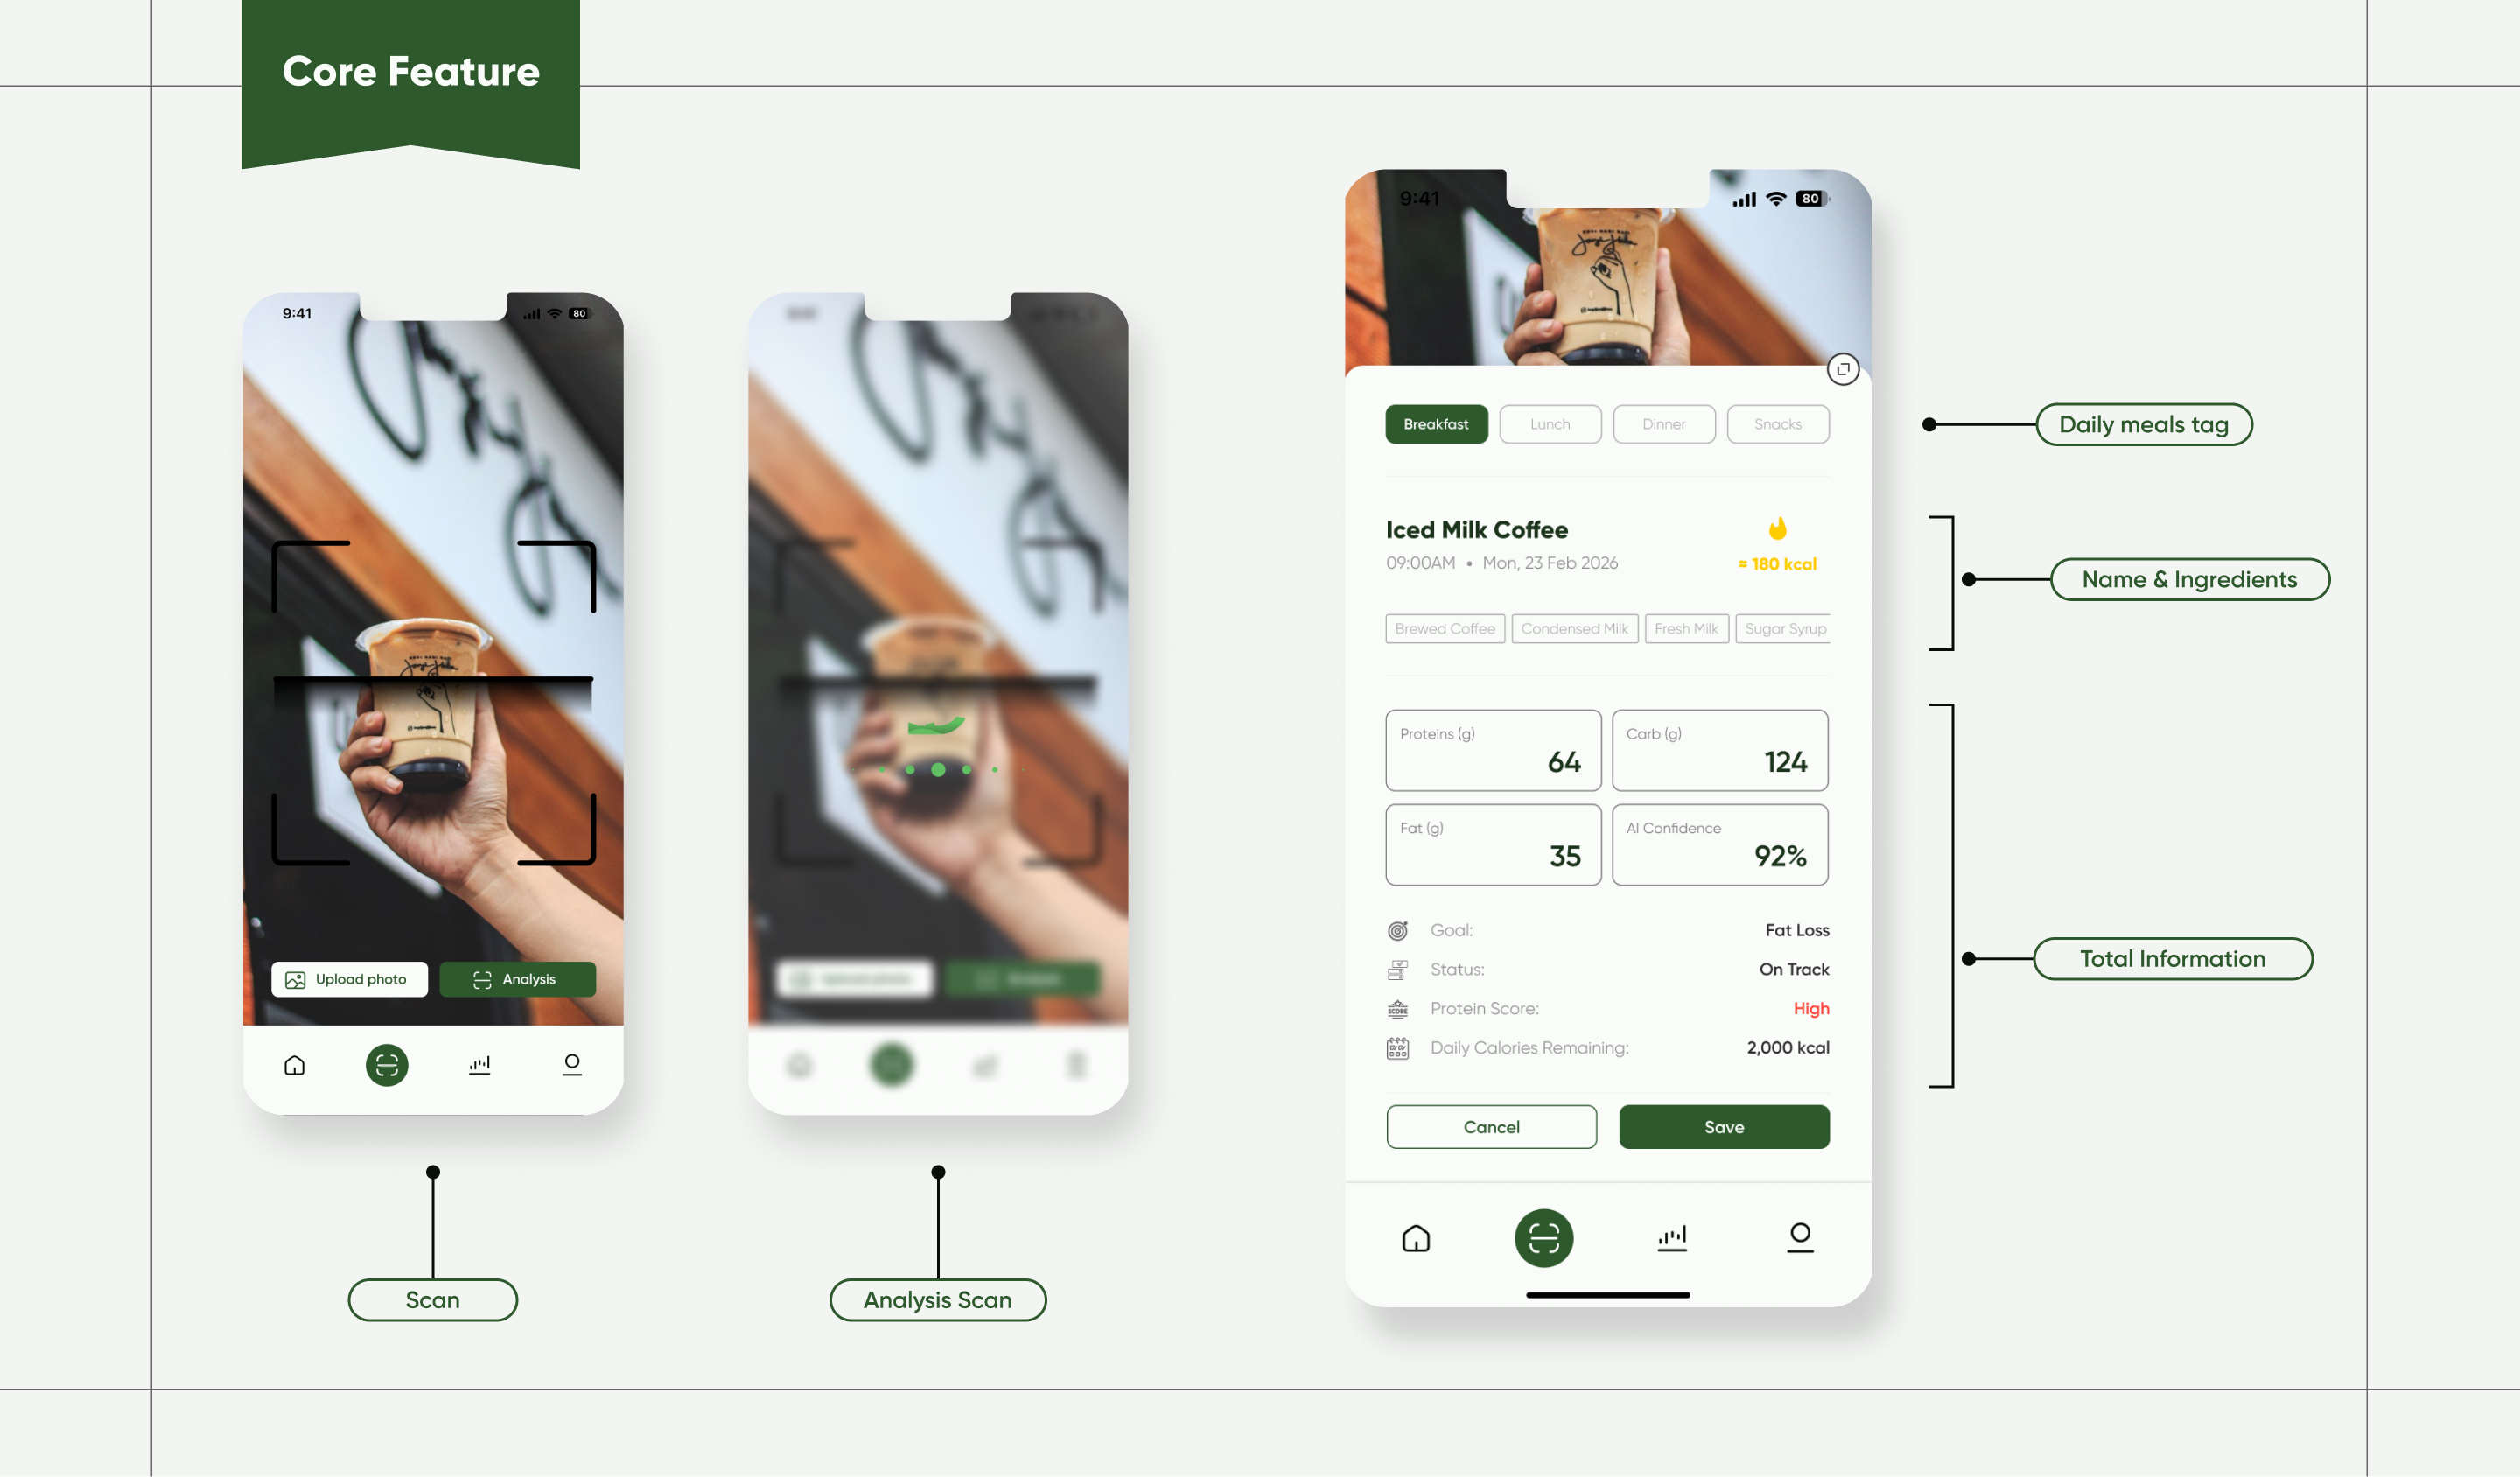 Core Feature
9:41
80
Upload photo
Analysis
Scan
Analysis Scan
9:41
80
Breakfast
Lunch
Dinner
Snacks
Iced Milk Coffee
09:00AM • Mon, 23 Feb 2026
≈ 180 kcal
Brewed Coffee
Condensed Milk
Fresh Milk
Sugar Syrup
Proteins (g)
64
Carb (g)
124
Fat (g)
35
AI Confidence
92%
Goal:
Fat Loss
Status:
On Track
SCORE
Protein Score:
High
Daily Calories Remaining:
2,000 kcal
Cancel
Save
Daily meals tag
Name & Ingredients
Total Information